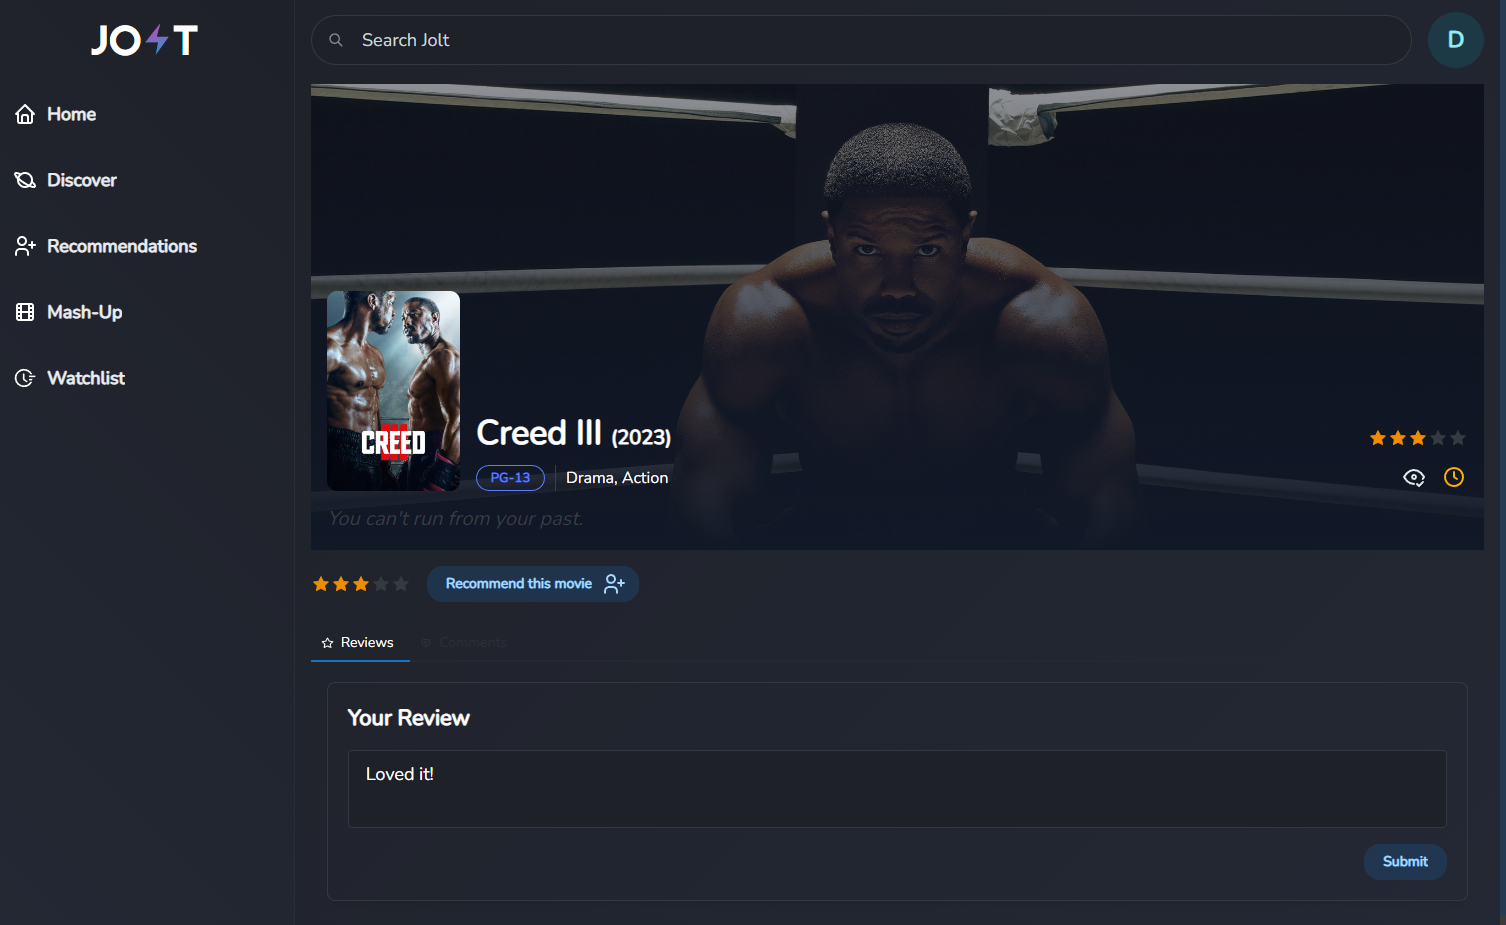 JOLT
Search Jolt
D
Home
Discover
Recommendations
Mash-Up
Watchlist
CREED
III
Creed III (2023)
PG-13
Drama, Action
You can't run from your past.
Recommend this movie
Reviews
Comments
Your Review
Loved it!
Submit